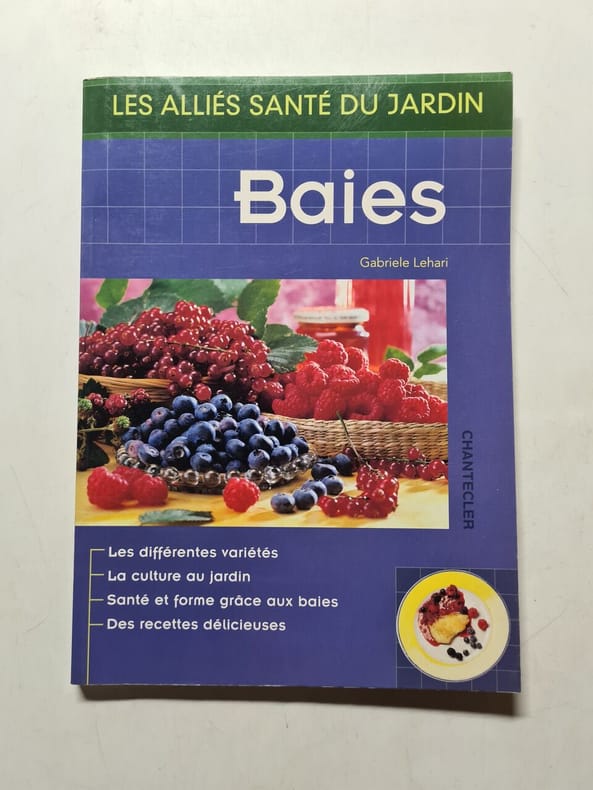 LES ALLIÉS SANTÉ DU JARDIN
Baies
Gabriele Lehari
CHANTECLER
Les différentes variétés
La culture au jardin
Santé et forme grâce aux baies
Des recettes délicieuses